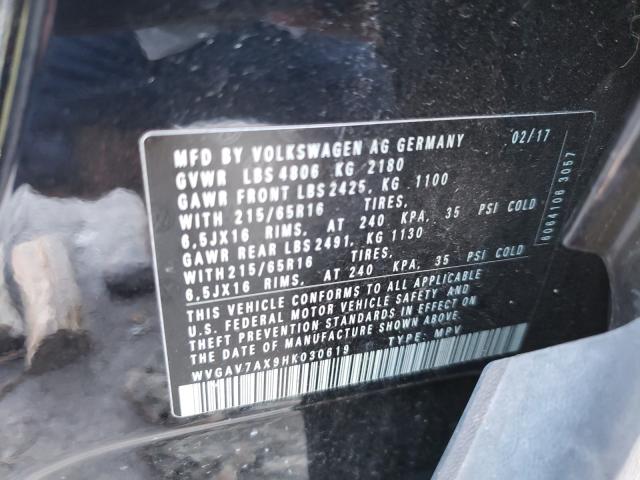 MFD BY VOLKSWAGEN AG GERMANY 02/17
GVWR LBS 4806 KG 2180
GAWR FRONT LBS 2425, KG 1100
WITH 215/65R16 TIRES,
6,5JX16 RIMS, AT 240 KPA, 35 PSI COLD
GAWR REAR LBS 2491, KG 1130
WITH 215/65R16 TIRES,
6,5JX16 RIMS, AT 240 KPA, 35 PSI COLD
THIS VEHICLE CONFORMS TO ALL APPLICABLE
U.S. FEDERAL MOTOR VEHICLE SAFETY AND
THEFT PREVENTION STANDARDS IN EFFECT ON
THE DATE OF MANUFACTURE SHOWN ABOVE.
WVGAV7AX9HK030619 TYPE: MPV
6064106 3057